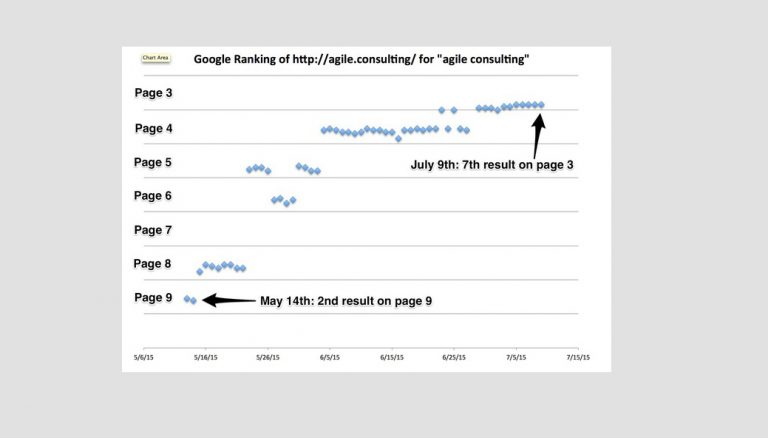 Chart Area
Google Ranking of http://agile.consulting/ for "agile consulting"
Page 3
Page 4
July 9th: 7th result on page 3
Page 5
Page 6
Page 7
Page 8
Page 9
May 14th: 2nd result on page 9
5/6/15 5/16/15 5/26/15 6/5/15 6/15/15 6/25/15 7/5/15 7/15/15